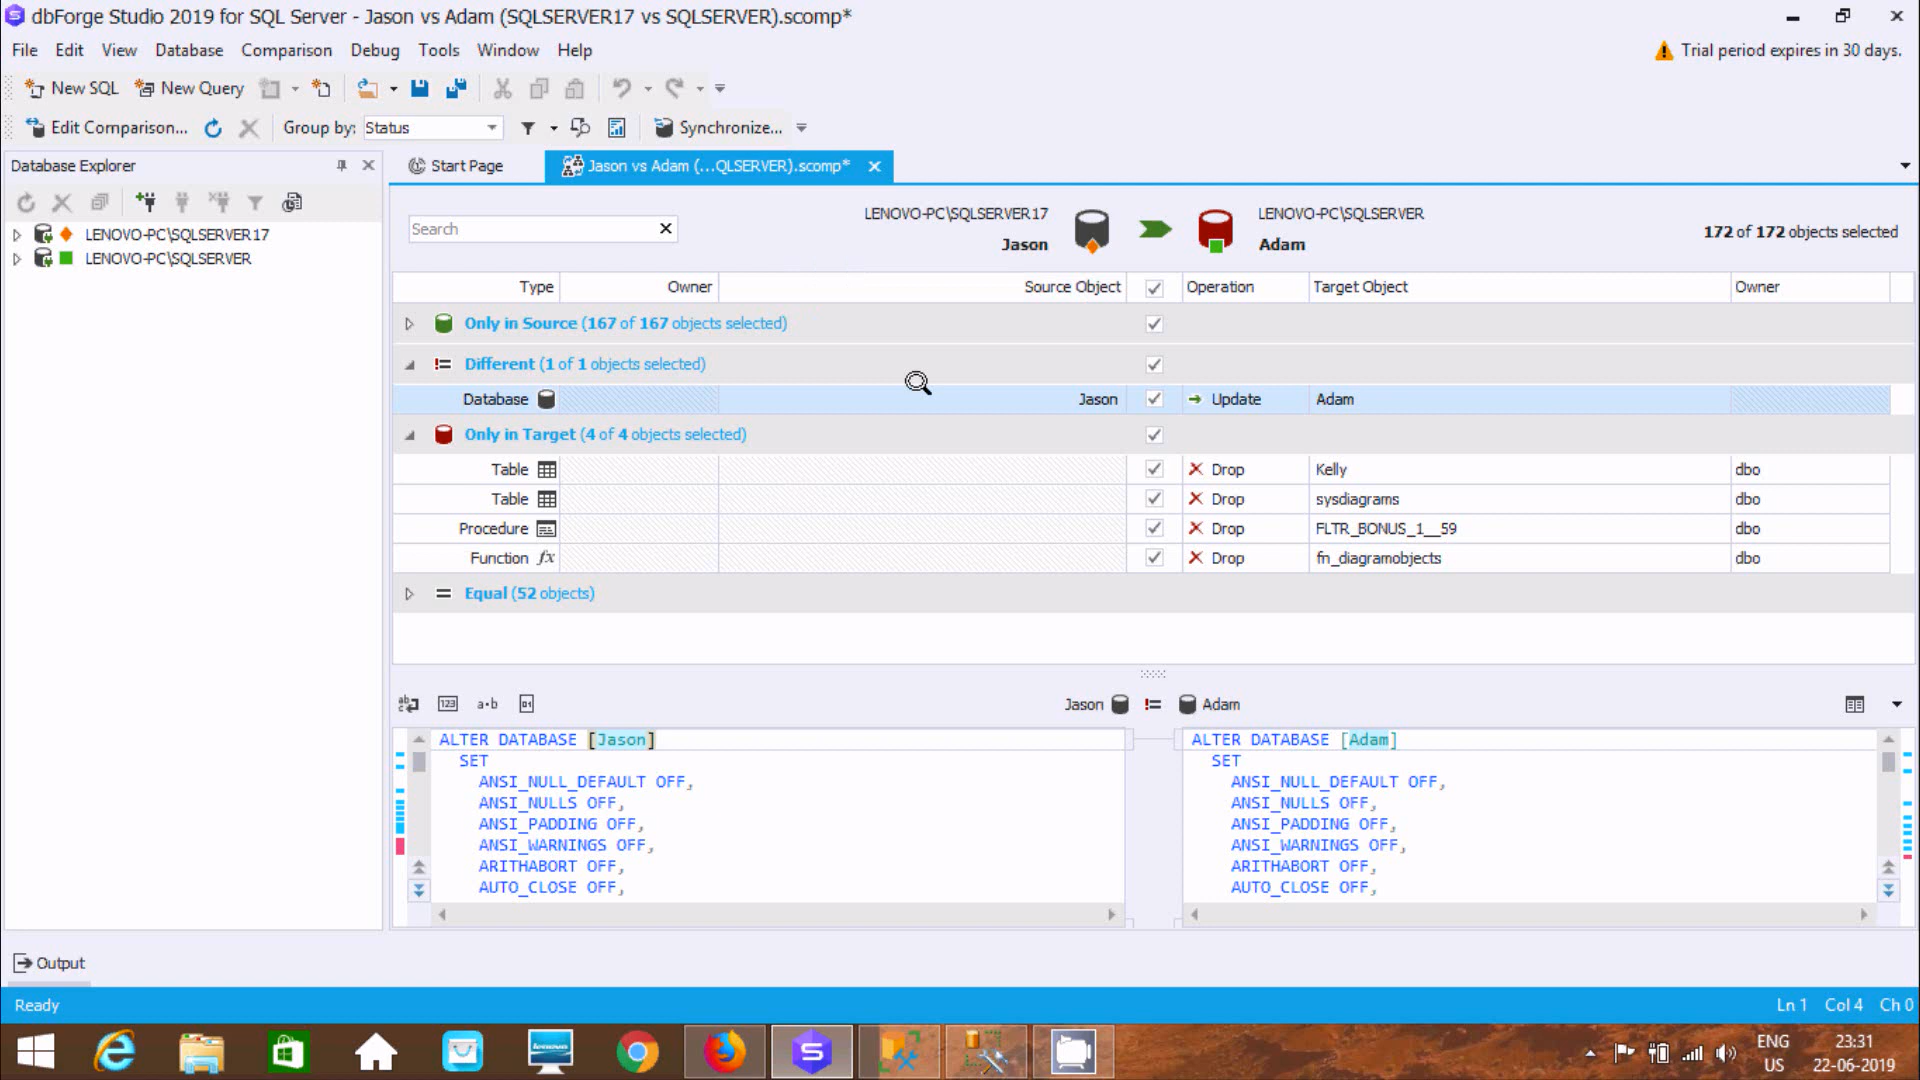 dbForge Studio 2019 for SQL Server - Jason vs Adam (SQLSERVER17 vs SQLSERVER).scomp*
File Edit View Database Comparison Debug Tools Window Help
Trial period expires in 30 days.
New SQL New Query
Edit Comparison... Group by: Status Synchronize...
Database Explorer
Start Page
Jason vs Adam (...QLSERVER).scomp*
LENOVO-PC\SQLSERVER17
LENOVO-PC\SQLSERVER
Search
LENOVO-PC\SQLSERVER17
Jason
LENOVO-PC\SQLSERVER
Adam
172 of 172 objects selected
Type Owner Source Object Operation Target Object Owner
Only in Source (167 of 167 objects selected)
Different (1 of 1 objects selected)
Database Jason Update Adam
Only in Target (4 of 4 objects selected)
Table Drop Kelly dbo
Table Drop sysdiagrams dbo
Procedure Drop FLTR_BONUS_1__59 dbo
Function fx Drop fn_diagramobjects dbo
Equal (52 objects)
Jason Adam
ALTER DATABASE [Jason]
SET
ANSI_NULL_DEFAULT OFF,
ANSI_NULLS OFF,
ANSI_PADDING OFF,
ANSI_WARNINGS OFF,
ARITHABORT OFF,
AUTO_CLOSE OFF,
ALTER DATABASE [Adam]
SET
ANSI_NULL_DEFAULT OFF,
ANSI_NULLS OFF,
ANSI_PADDING OFF,
ANSI_WARNINGS OFF,
ARITHABORT OFF,
AUTO_CLOSE OFF,
Output
Ready
Ln 1 Col 4 Ch 0
ENG
US
23:31
22-06-2019